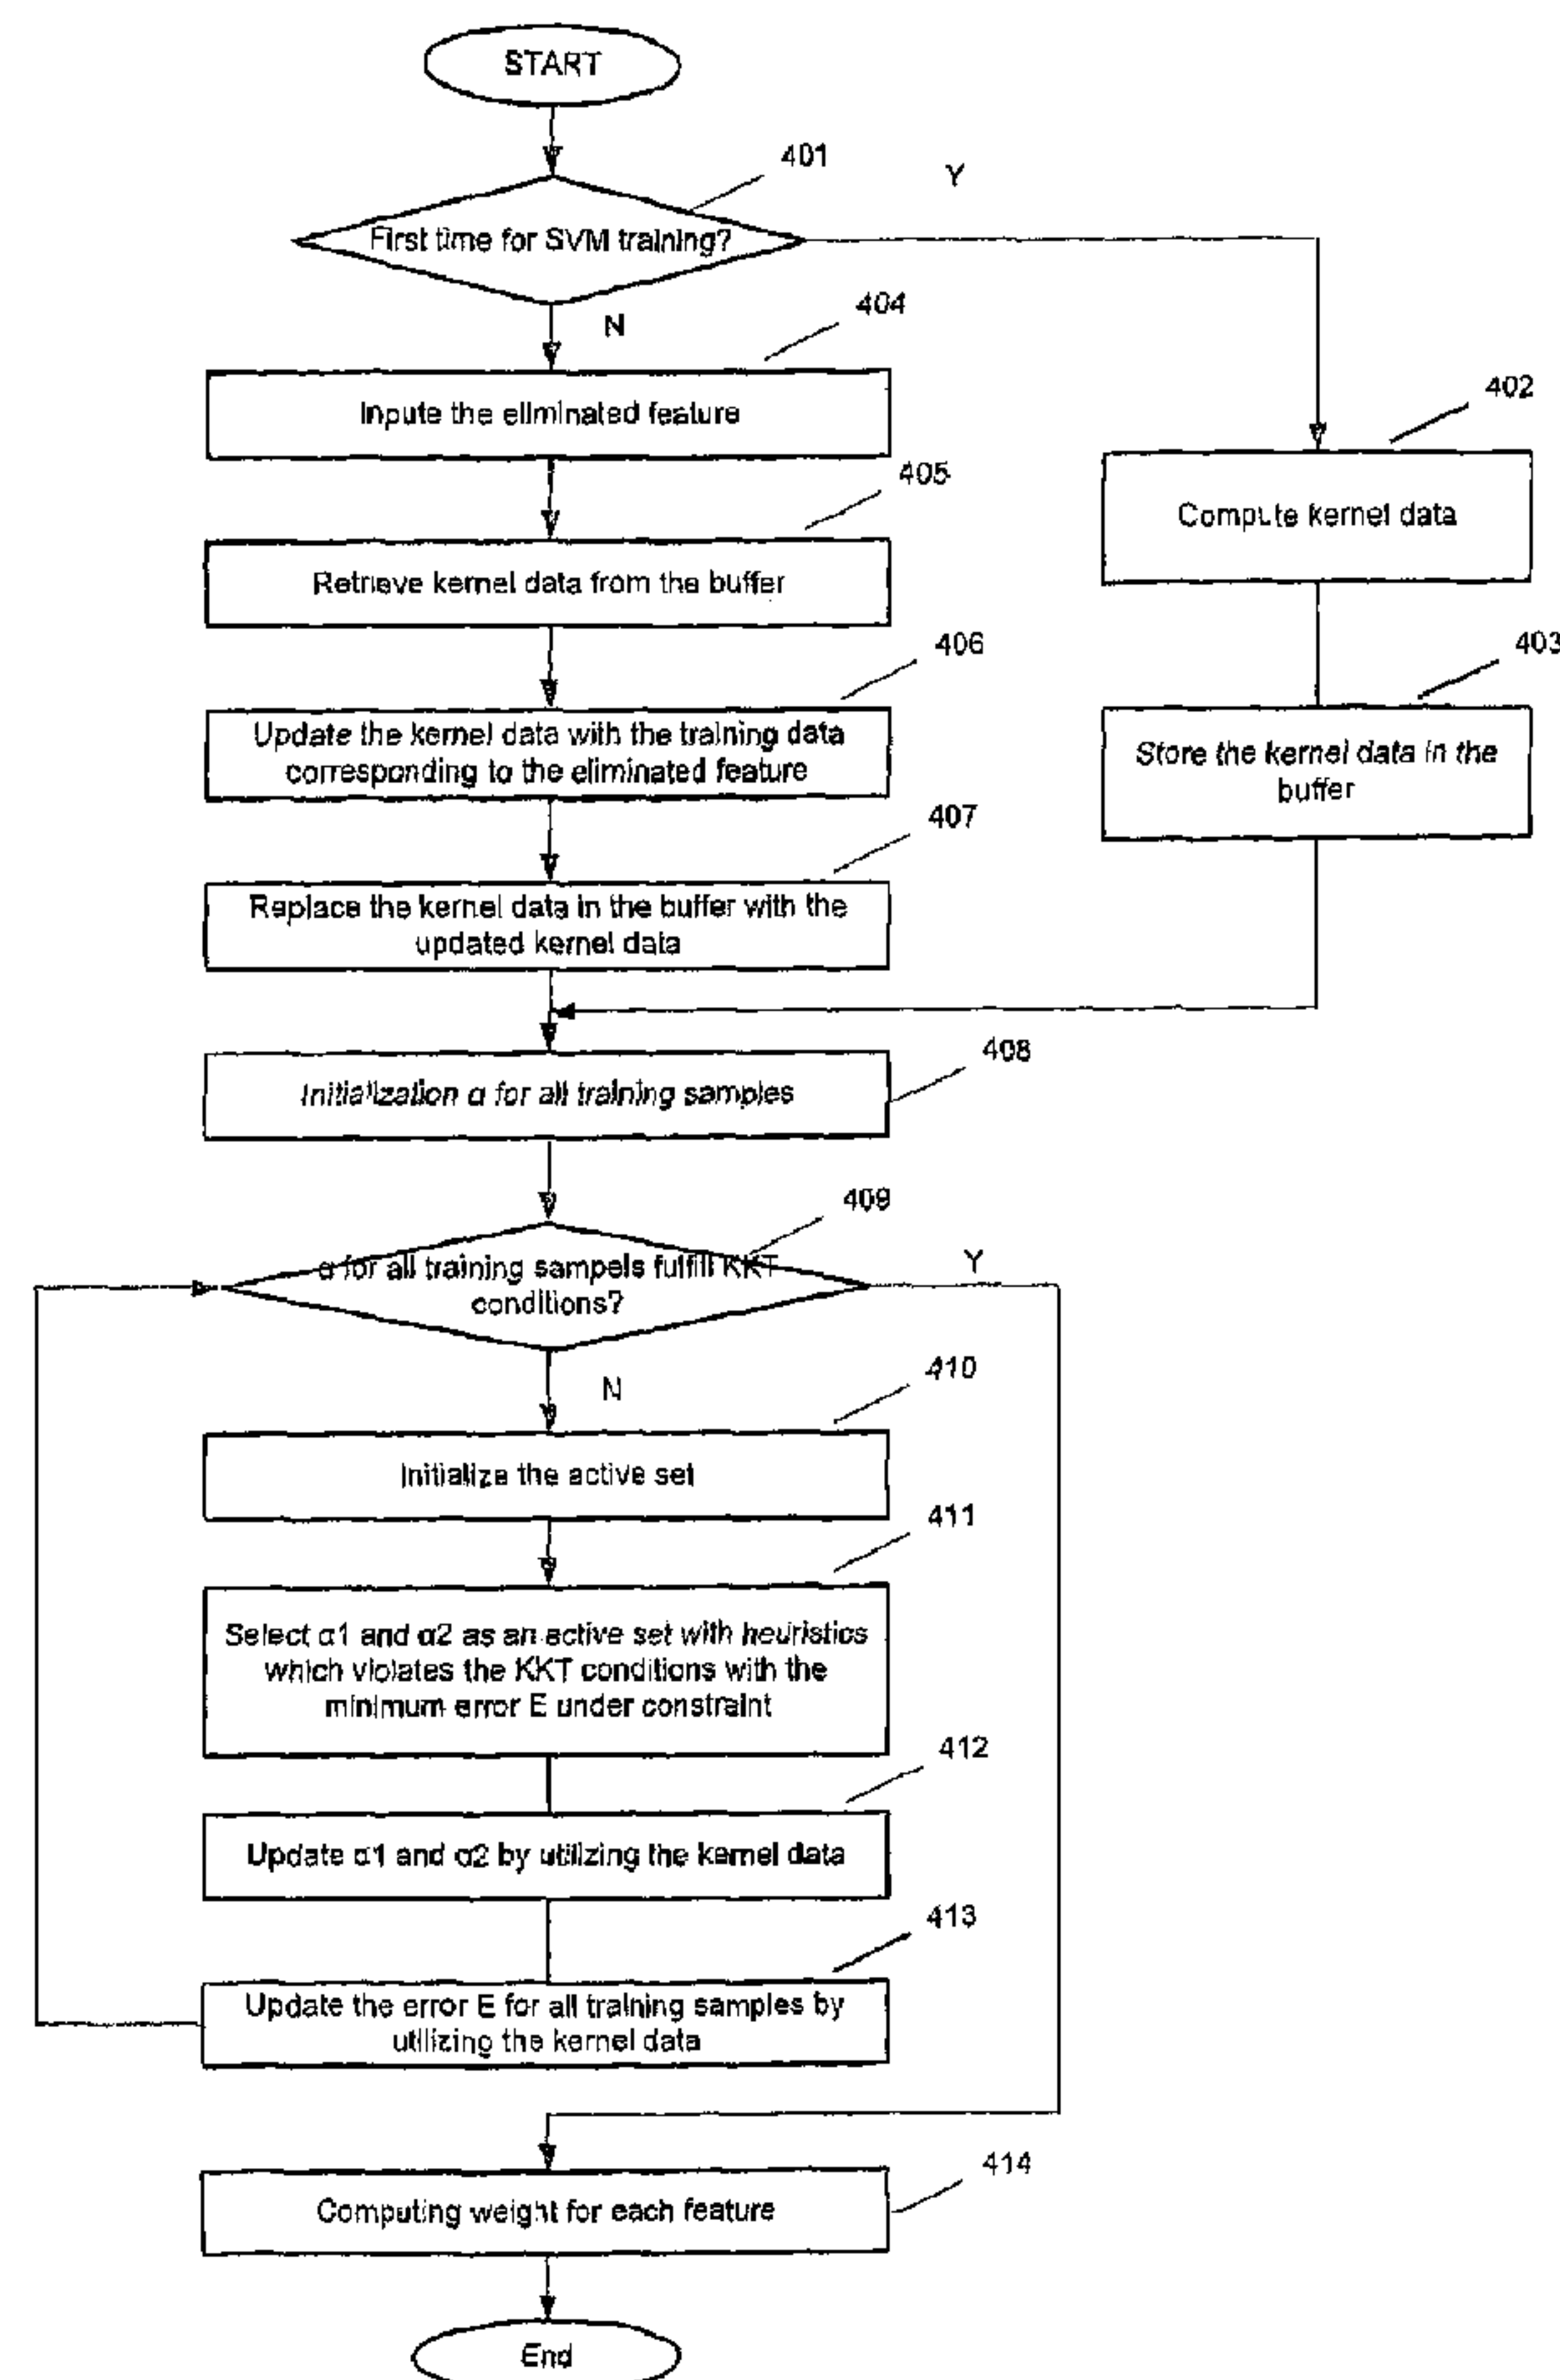 START
401
Y
First time for SVM training?
404
N
Inpute the eliminated feature
402
405
Compute kernel data
Retrieve kernel data from the buffer
406
403
Update the kernel data with the training data
corresponding to the eliminated feature
Store the kernel data in the
buffer
407
Replace the kernel data in the buffer with the
updated kernel data
408
Initialization α for all training samples
409
Y
α for all training sampels fulfill KKT
conditions?
410
N
Initialize the active set
411
Select α1 and α2 as an active set with heuristics
which violates the KKT conditions with the
minimum error E under constraint
412
Update α1 and α2 by utilizing the kernel data
413
Update the error E for all training samples by
utilizing the kernel data
414
Computing weight for each feature
End